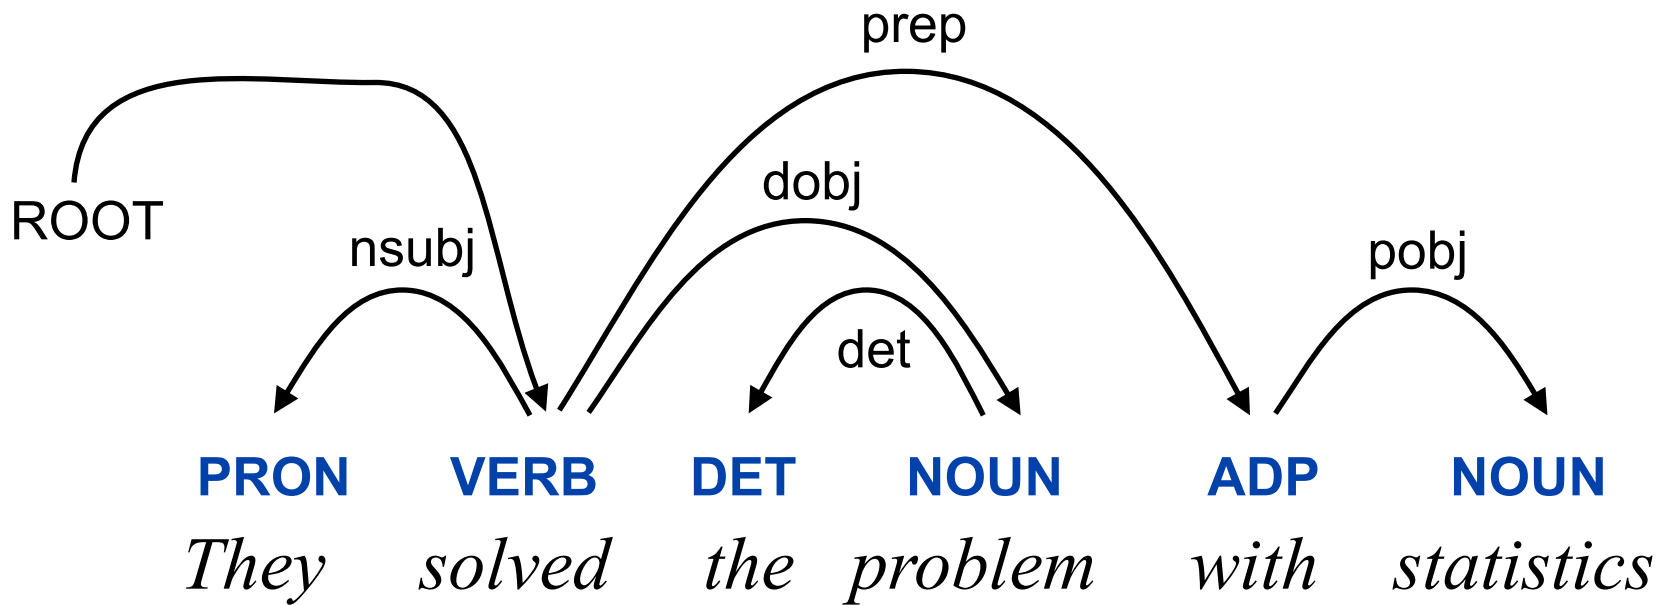 prep
dobj
ROOT
nsubj
pobj
det
PRON VERB DET NOUN ADP NOUN
They solved the problem with statistics